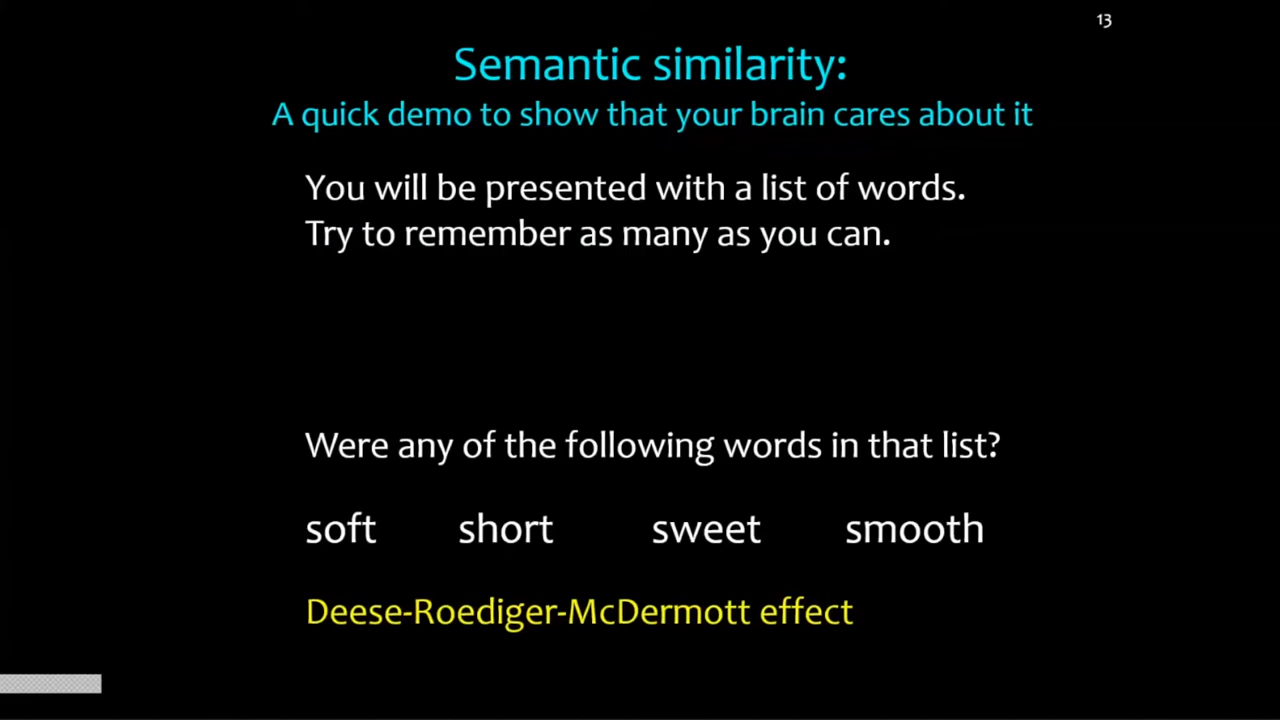 13
Semantic similarity:
A quick demo to show that your brain cares about it
You will be presented with a list of words.
Try to remember as many as you can.
Were any of the following words in that list?
soft short sweet smooth
Deese-Roediger-McDermott effect